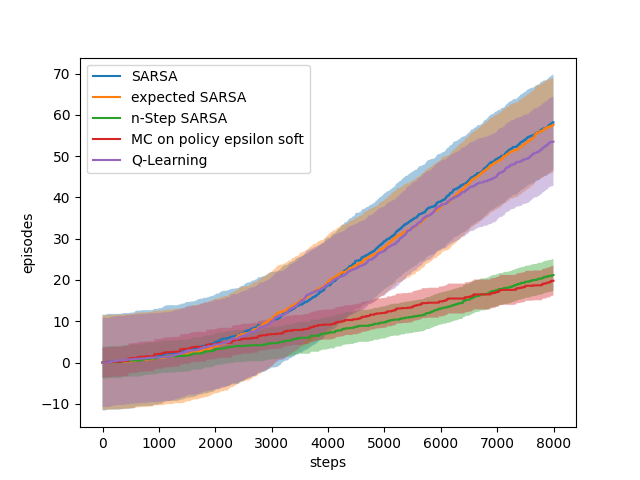 70
60
50
40
30
20
10
0
−10
episodes
SARSA
expected SARSA
n-Step SARSA
MC on policy epsilon soft
Q-Learning
0 1000 2000 3000 4000 5000 6000 7000 8000
steps